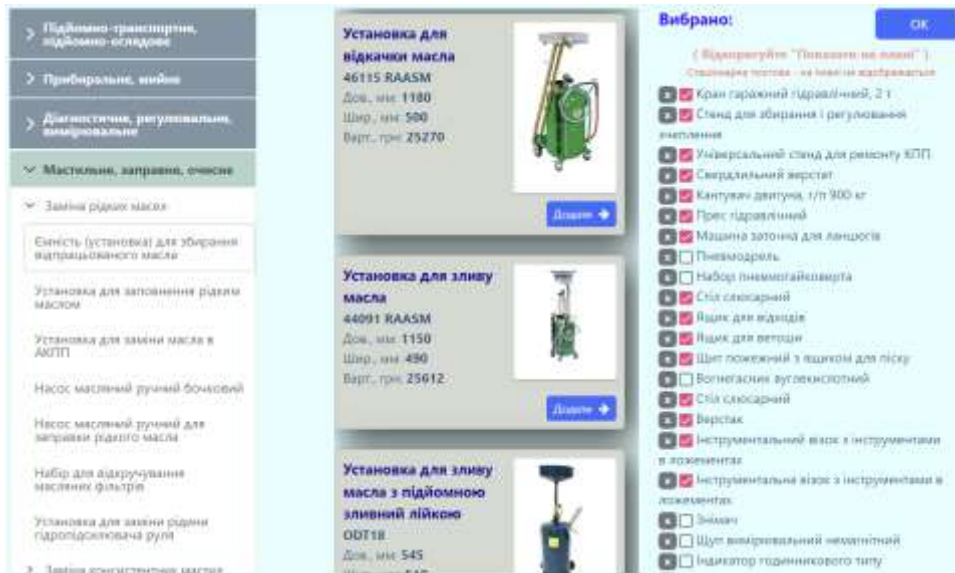 Підйомно-транспортне,
підйомно-оглядове
Прибиральне, мийне
Діагностичне, регулювальне,
вимірювальне
Мастильне, заправне, очисне
Заміна рідких масел
Ємність (установка) для збирання
відпрацьованого масла
Установка для заповнення рідким
маслом
Установка для заміни масла в
АКПП
Насос масляний ручний бочковий
Насос масляний ручний для
заправки рідкого масла
Набір для відкручування
масляних фільтрів
Установка для заміни рідини
гідропідсилювача руля
Заміна консистентних мастил
Установка для
відкачки масла
46115 RAASM
Дов., мм: 1180
Шир., мм: 500
Варт., грн: 25270
Додати
Установка для зливу
масла
44091 RAASM
Дов., мм: 1150
Шир., мм: 490
Варт., грн: 25612
Додати
Установка для зливу
масла з підйомною
зливний лійкою
ODT18
Дов., мм: 545
Вибрано:
OK
( Відкоригуйте "Показати на плані" )
Кран гаражний гідравлічний, 2 т
Стенд для збирання і регулювання
зчеплення
Універсальний стенд для ремонту КПП
Свердлильний верстат
Кантувач двигуна, г/п 900 кг
Прес гідравлічний
Машина заточна для ланцюгів
Пневмодрель
Набор пневмогайковерта
Стіл слюсарний
Ящик для відходів
Ящик для ветоши
Щит пожежний з ящиком для піску
Вогнегасник вуглекислотний
Стіл слюсарний
Верстак
Інструментальний візок з інструментами
в ложементах
Інструментальна візок з інструментами в
ложементах
Знімач
Щуп вимірювальний немагнітний
Індикатор годинникового типу